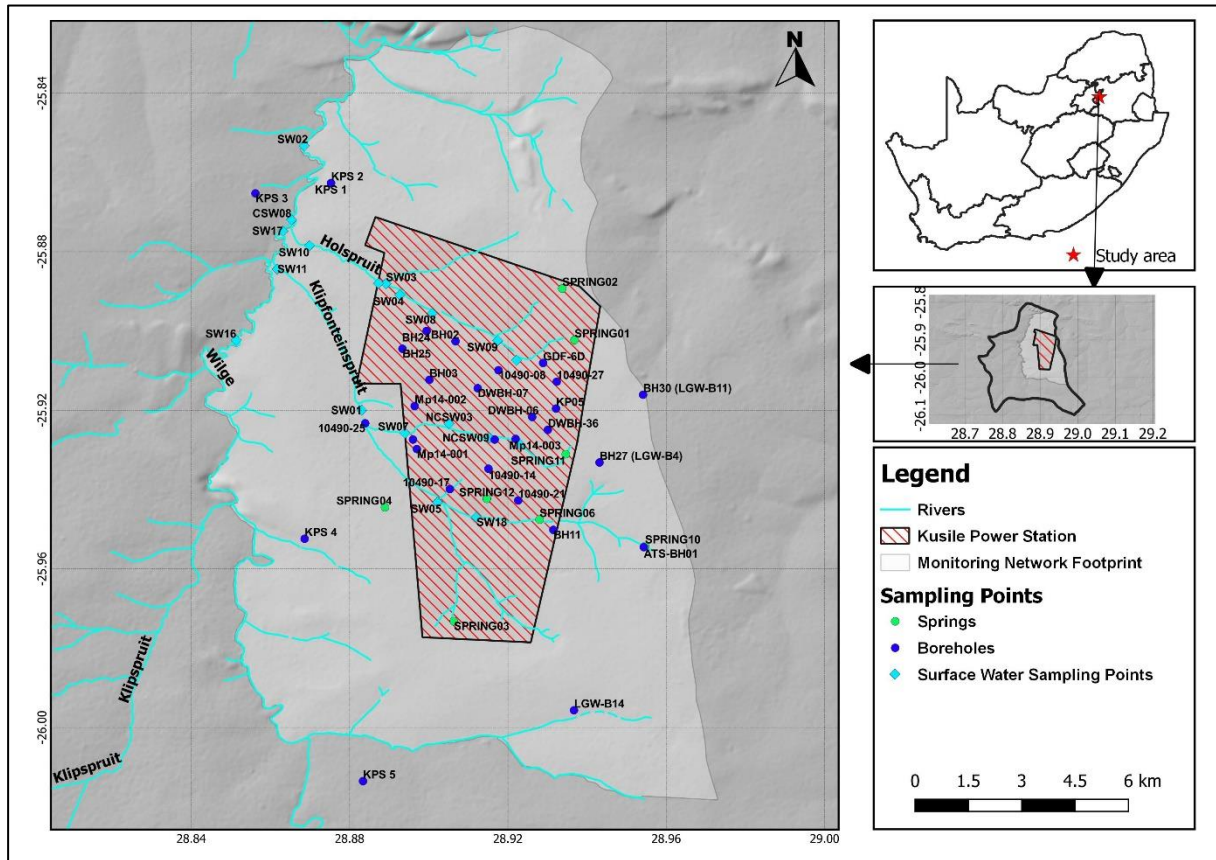 N
-25.84
-25.88
-25.92
-25.96
-26.00
28.84
28.88
28.92
28.96
29.00
SW02
KPS 2
KPS 1
KPS 3
CSW08
SW17
SW10
SW11
Holspruit
SW03
SW04
SPRING02
Klipfonteinspruit
SW08
SW16
BH24
BH02
SPRING01
BH25
SW09
GDF-6D
Wilge
BH03
10490-08
10490-27
DWBH-07
BH30 (LGW-B11)
Mp14-002
DWBH-06
KP05
SW01
NCSW03
10490-25
SW07
DWBH-36
NCSW09
Mp14-003
Mp14-001
SPRING11
BH27 (LGW-B4)
10490-14
10490-17
SPRING12
10490-21
SPRING04
SW05
SW18
SPRING06
KPS 4
BH11
SPRING10
ATS-BH01
SPRING03
Klipspruit
LGW-B14
Klipspruit
KPS 5
Study area
-25.8
-25.9
-26.0
-26.1
28.7 28.8 28.9 29.0 29.1 29.2
Legend
Rivers
Kusile Power Station
Monitoring Network Footprint
Sampling Points
Springs
Boreholes
Surface Water Sampling Points
0 1.5 3 4.5 6 km